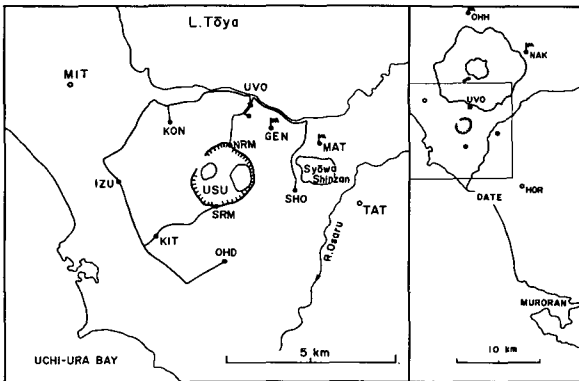 L. Tōya
MIT
UVO
KON
GEN
NRM
MAT
Syōwa
Shinzan
IZU
USU
SHO
SRM
TAT
KIT
OHD
R. Osaru
5 km
UCHI-URA BAY
OHH
NAK
UVO
HOR
DATE
MURORAN
10 km